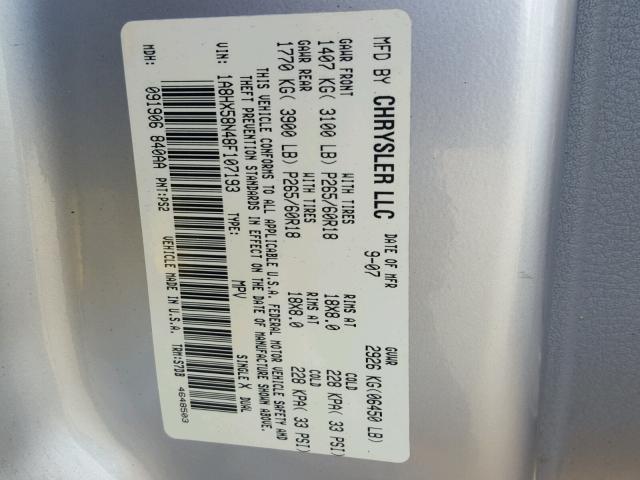 MFD BY CHRYSLER LLC DATE OF MFR 9-07 GVWR 2926 KG(06450 LB)
GAWR FRONT WITH TIRES RIMS AT COLD
1407 KG( 3100 LB) P265/60R18 18X8.0 228 KPA( 33 PSI)
GAWR REAR WITH TIRES RIMS AT COLD
1770 KG( 3900 LB) P265/60R18 18X8.0 228 KPA( 33 PSI)
THIS VEHICLE CONFORMS TO ALL APPLICABLE U.S.A. FEDERAL MOTOR VEHICLE SAFETY AND
THEFT PREVENTION STANDARDS IN EFFECT ON THE DATE OF MANUFACTURE SHOWN ABOVE.
VIN: 1A8HX58N48F107193 TYPE: MPV SINGLE X DUAL
MDH: 091906 840AA PNT:PS2 VEHICLE MADE IN U.S.A. TRM:S7DB 4648503